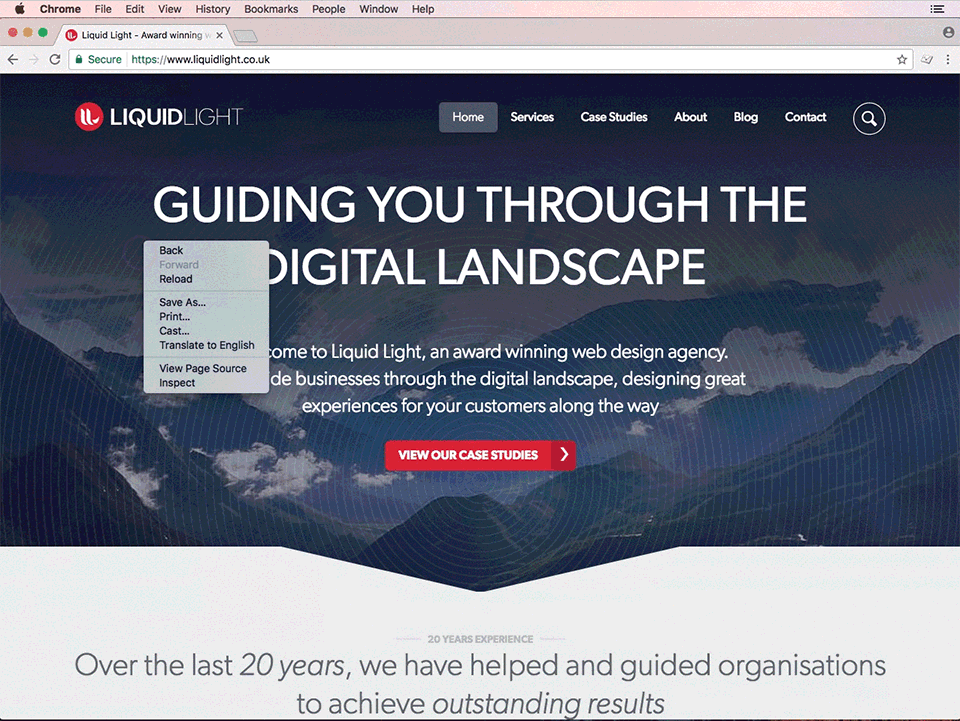 Chrome File Edit View History Bookmarks People Window Help
Liquid Light - Award winning w
Secure https://www.liquidlight.co.uk
LIQUIDLIGHT
Home Services Case Studies About Blog Contact
GUIDING YOU THROUGH THE
DIGITAL LANDSCAPE
Back
Forward
Reload
Save As...
Print...
Cast...
Translate to English
View Page Source
Inspect
come to Liquid Light, an award winning web design agency.
de businesses through the digital landscape, designing great
experiences for your customers along the way
VIEW OUR CASE STUDIES
20 YEARS EXPERIENCE
Over the last 20 years, we have helped and guided organisations
to achieve outstanding results